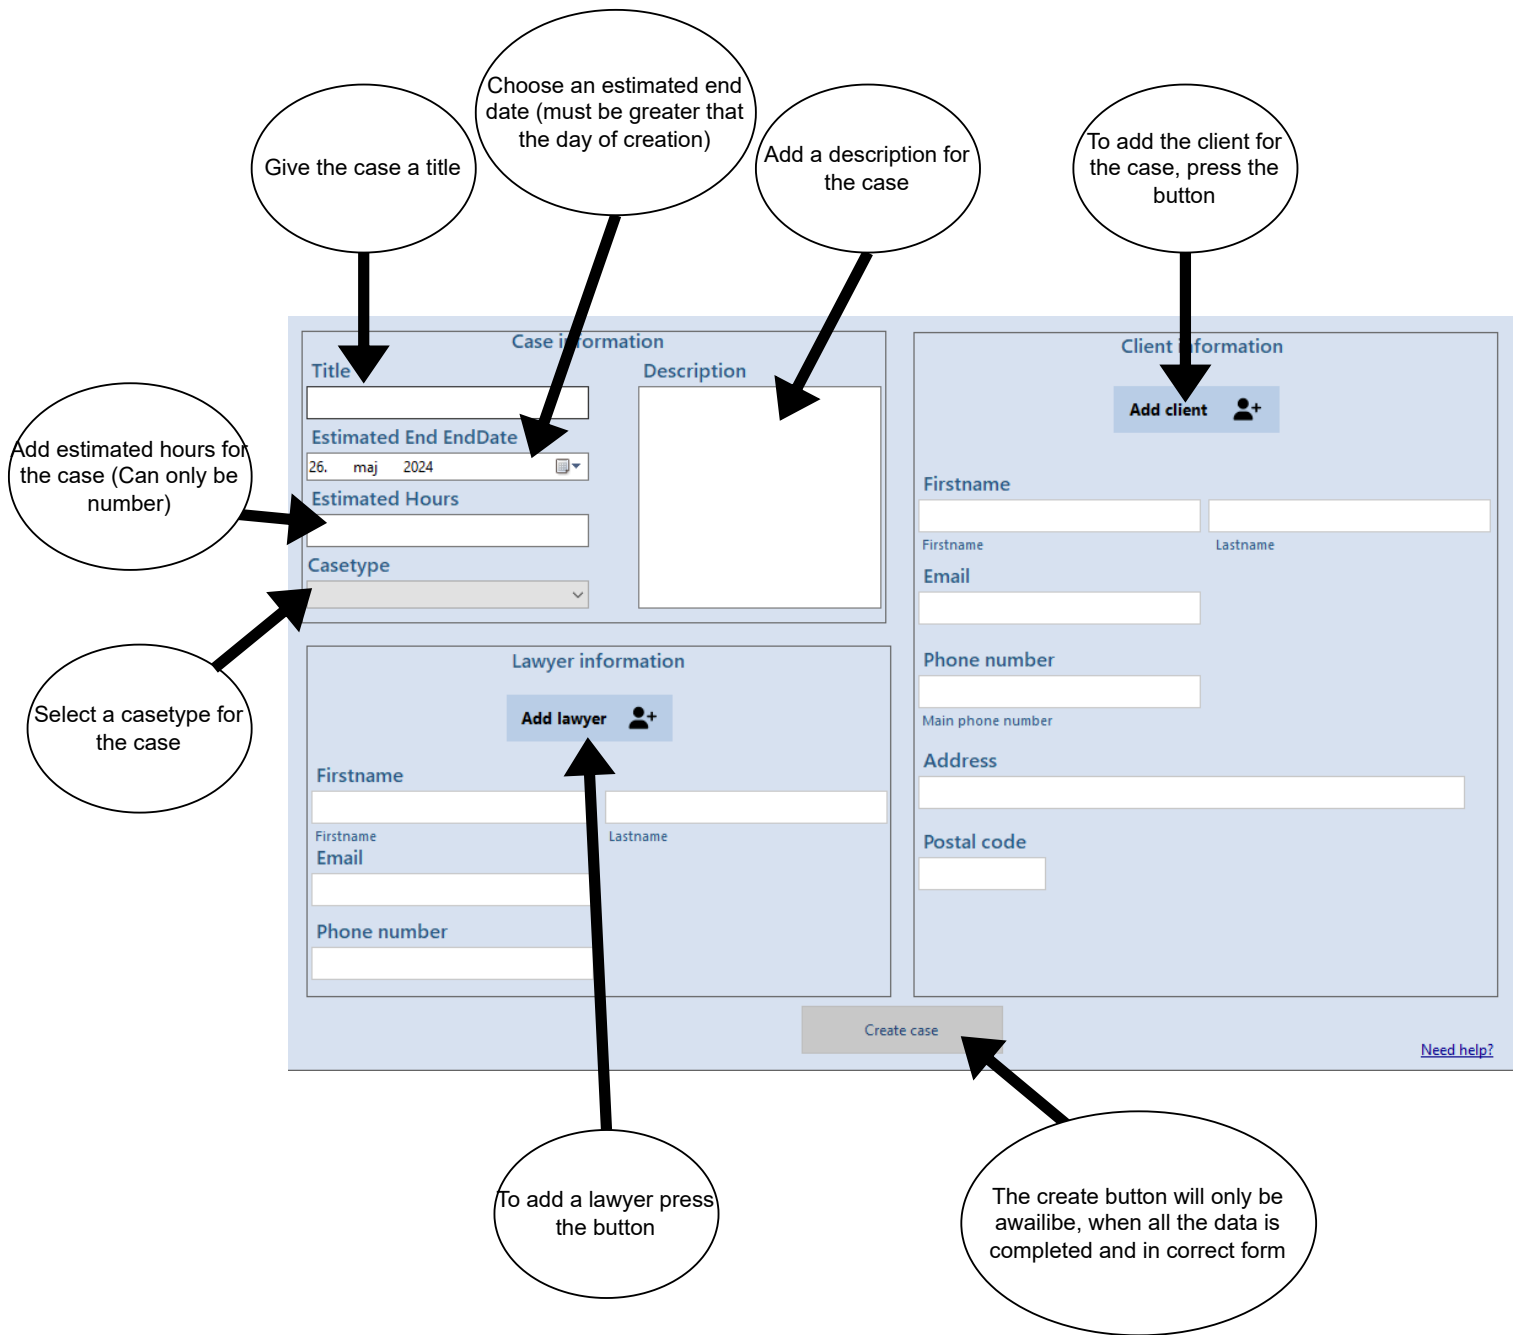 Choose an estimated end
date (must be greater that
the day of creation)
Give the case a title
Add a description for
the case
To add the client for
the case, press the
button
Add estimated hours for
the case (Can only be
number)
Select a casetype for
the case
Case information
Title
Description
Estimated End EndDate
26. maj 2024
Estimated Hours
Casetype
Client information
Add client
Firstname
Firstname
Lastname
Email
Phone number
Main phone number
Address
Postal code
Lawyer information
Add lawyer
Firstname
Firstname
Lastname
Email
Phone number
Create case
Need help?
To add a lawyer press
the button
The create button will only be
awailibe, when all the data is
completed and in correct form